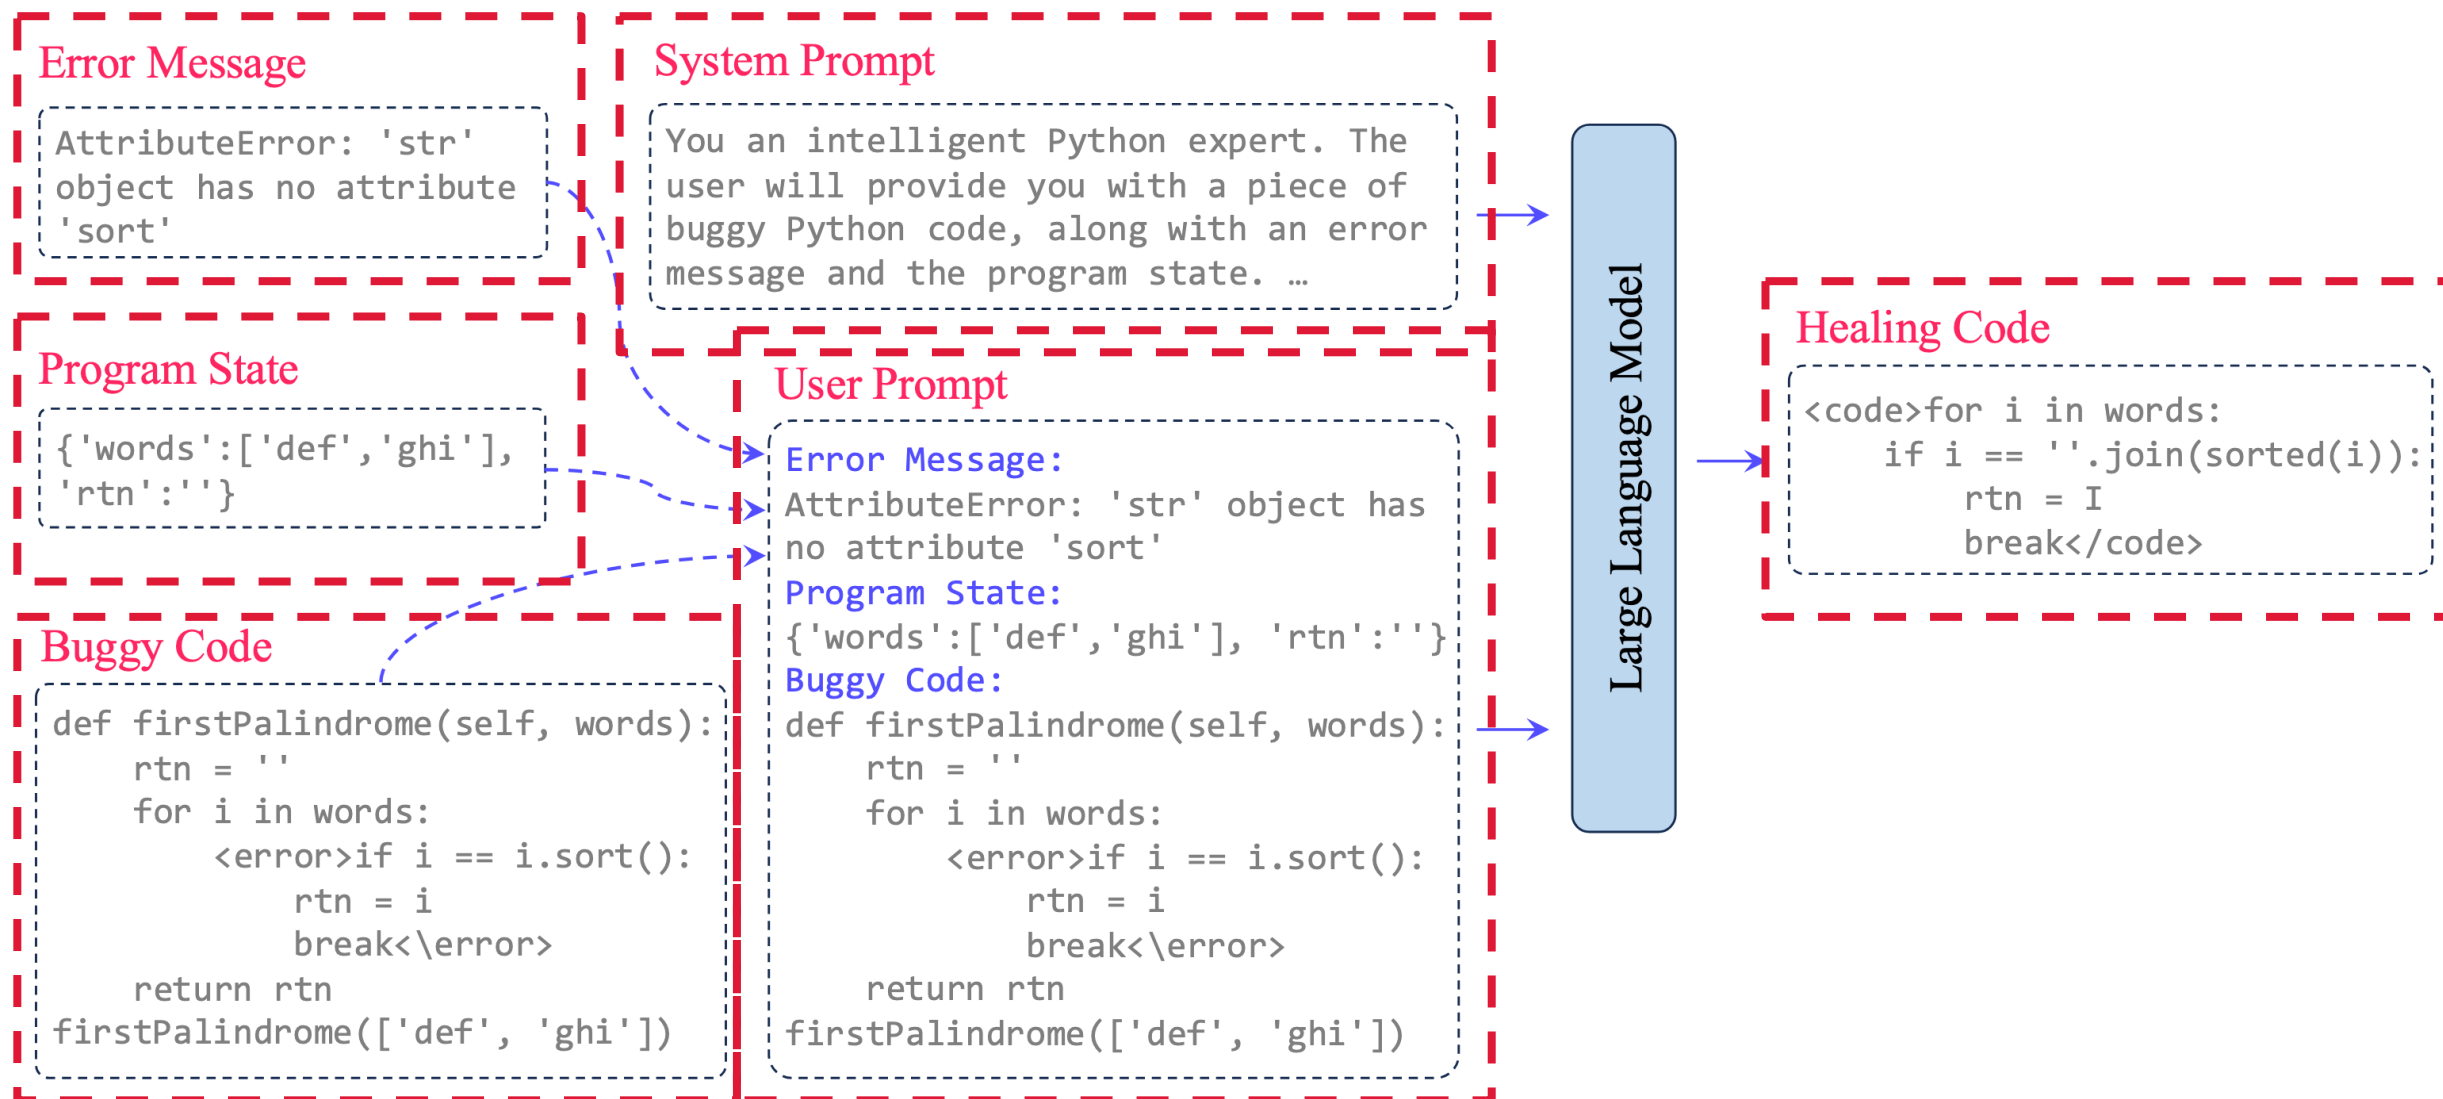 Error Message
AttributeError: 'str'
object has no attribute
'sort'
Program State
{'words':['def','ghi'],
'rtn':''}
Buggy Code
def firstPalindrome(self, words):
    rtn = ''
    for i in words:
        <error>if i == i.sort():
            rtn = i
            break<\error>
    return rtn
firstPalindrome(['def', 'ghi'])
System Prompt
You an intelligent Python expert. The
user will provide you with a piece of
buggy Python code, along with an error
message and the program state. …
User Prompt
Error Message:
AttributeError: 'str' object has
no attribute 'sort'
Program State:
{'words':['def','ghi'], 'rtn':''}
Buggy Code:
def firstPalindrome(self, words):
    rtn = ''
    for i in words:
        <error>if i == i.sort():
            rtn = i
            break<\error>
    return rtn
firstPalindrome(['def', 'ghi'])
Large Language Model
Healing Code
<code>for i in words:
    if i == ''.join(sorted(i)):
        rtn = I
        break</code>